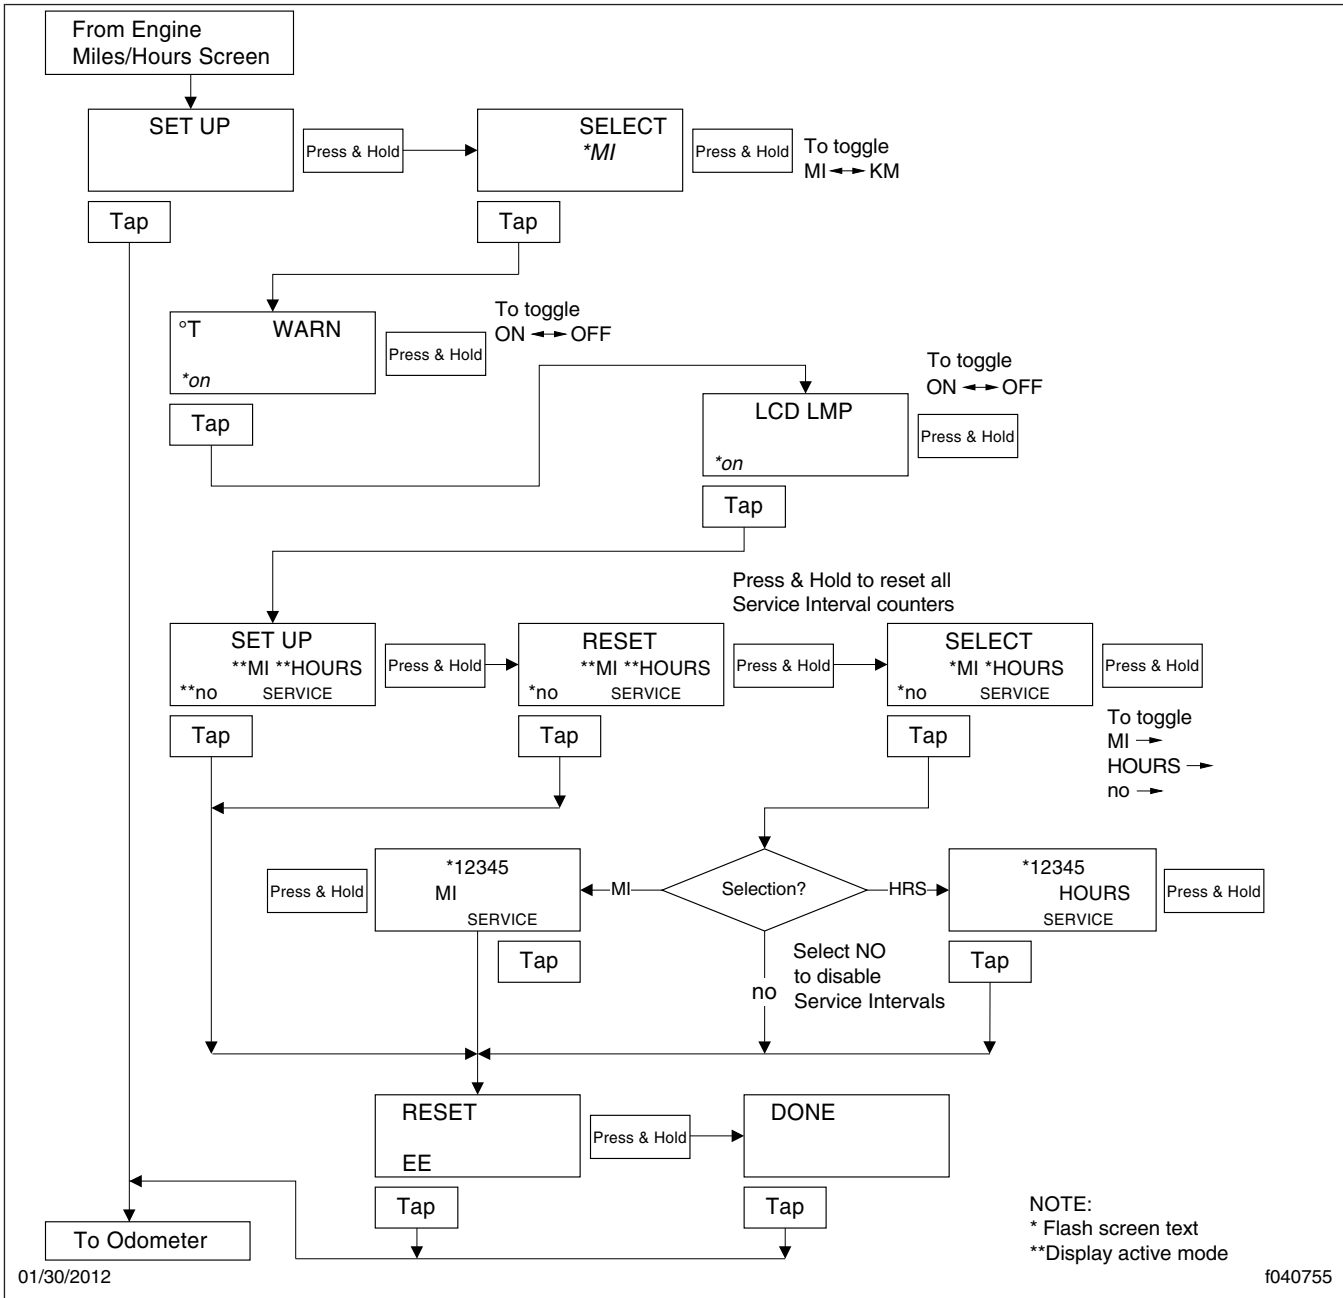 From Engine
Miles/Hours Screen
SET UP
Press & Hold
SELECT
*MI
Press & Hold
To toggle
MI ◄─► KM
Tap
Tap
°T WARN
*on
Press & Hold
To toggle
ON ◄─► OFF
Tap
LCD LMP
*on
To toggle
ON ◄─► OFF
Press & Hold
Tap
Press & Hold to reset all
Service Interval counters
SET UP
**MI **HOURS
**no SERVICE
Press & Hold
RESET
**MI **HOURS
*no SERVICE
Press & Hold
SELECT
*MI *HOURS
*no SERVICE
Press & Hold
Tap
Tap
Tap
To toggle
MI ─►
HOURS ─►
no ─►
Press & Hold
*12345
MI
SERVICE
MI
Selection?
HRS
*12345
HOURS
SERVICE
Press & Hold
Tap
no
Select NO
to disable
Service Intervals
Tap
RESET
EE
Press & Hold
DONE
Tap
Tap
To Odometer
NOTE:
* Flash screen text
**Display active mode
01/30/2012
f040755